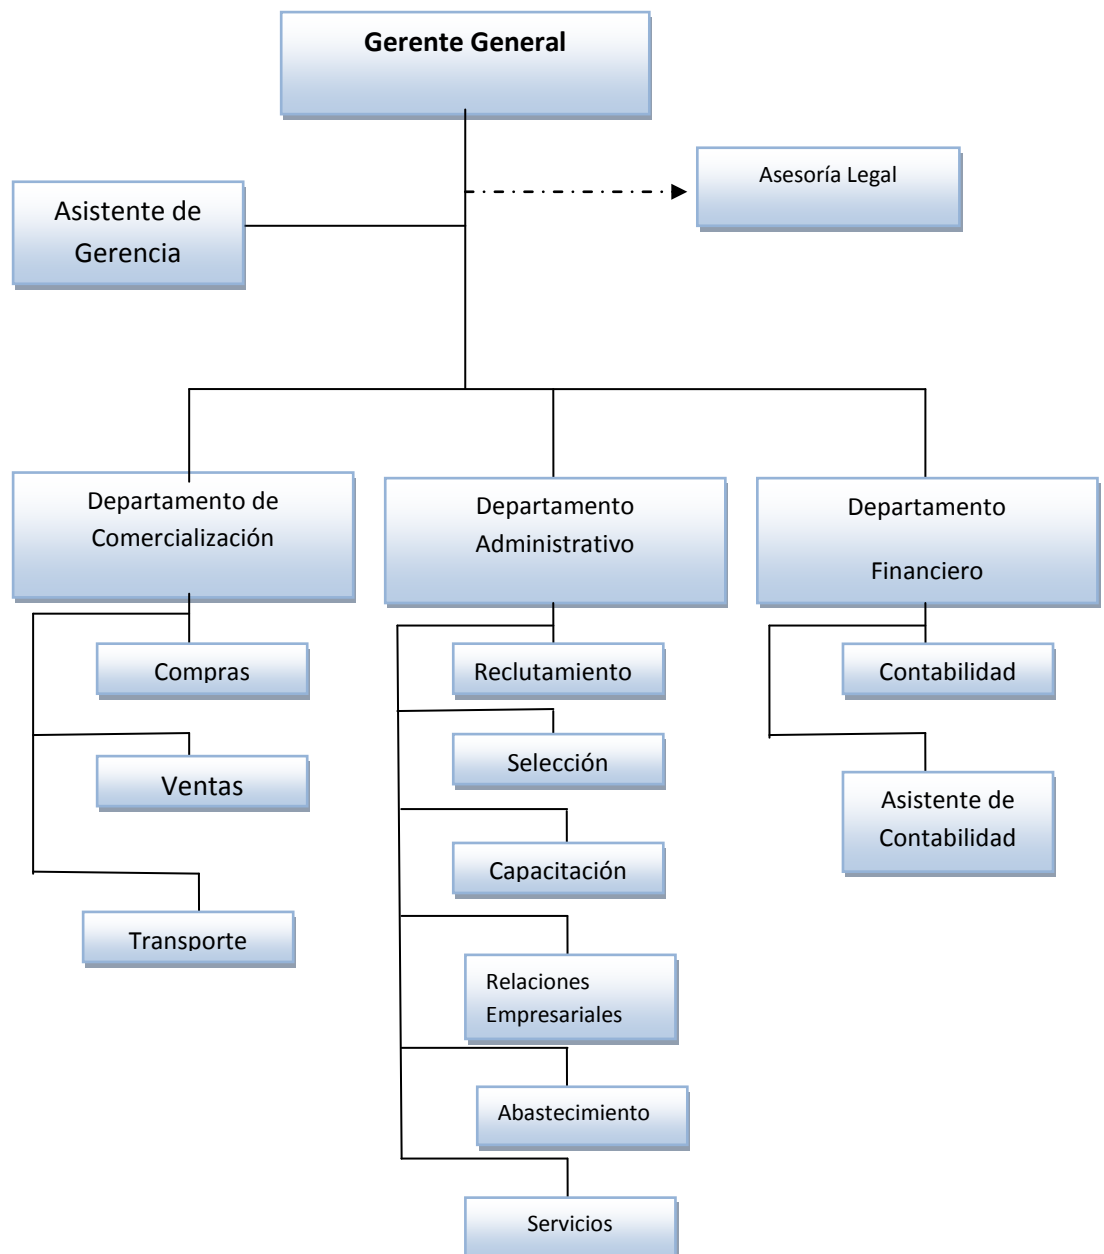 Gerente General
Asesoría Legal
Asistente de
Gerencia
Departamento de
Comercialización
Departamento
Administrativo
Departamento
Financiero
Compras
Ventas
Transporte
Reclutamiento
Selección
Capacitación
Relaciones
Empresariales
Abastecimiento
Servicios
Contabilidad
Asistente de
Contabilidad